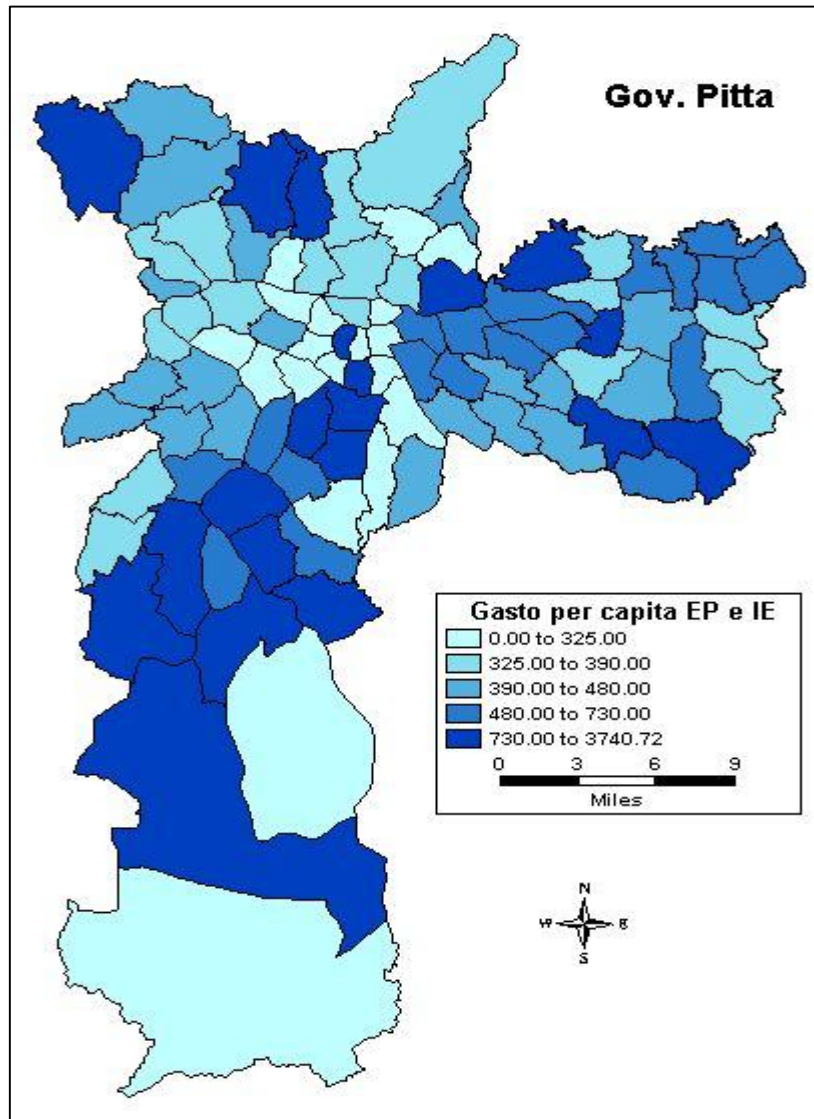 Gov. Pitta
Gasto per capita EP e IE
0.00 to 325.00
325.00 to 390.00
390.00 to 480.00
480.00 to 730.00
730.00 to 3740.72
0 3 6 9
Miles
N
W E
S